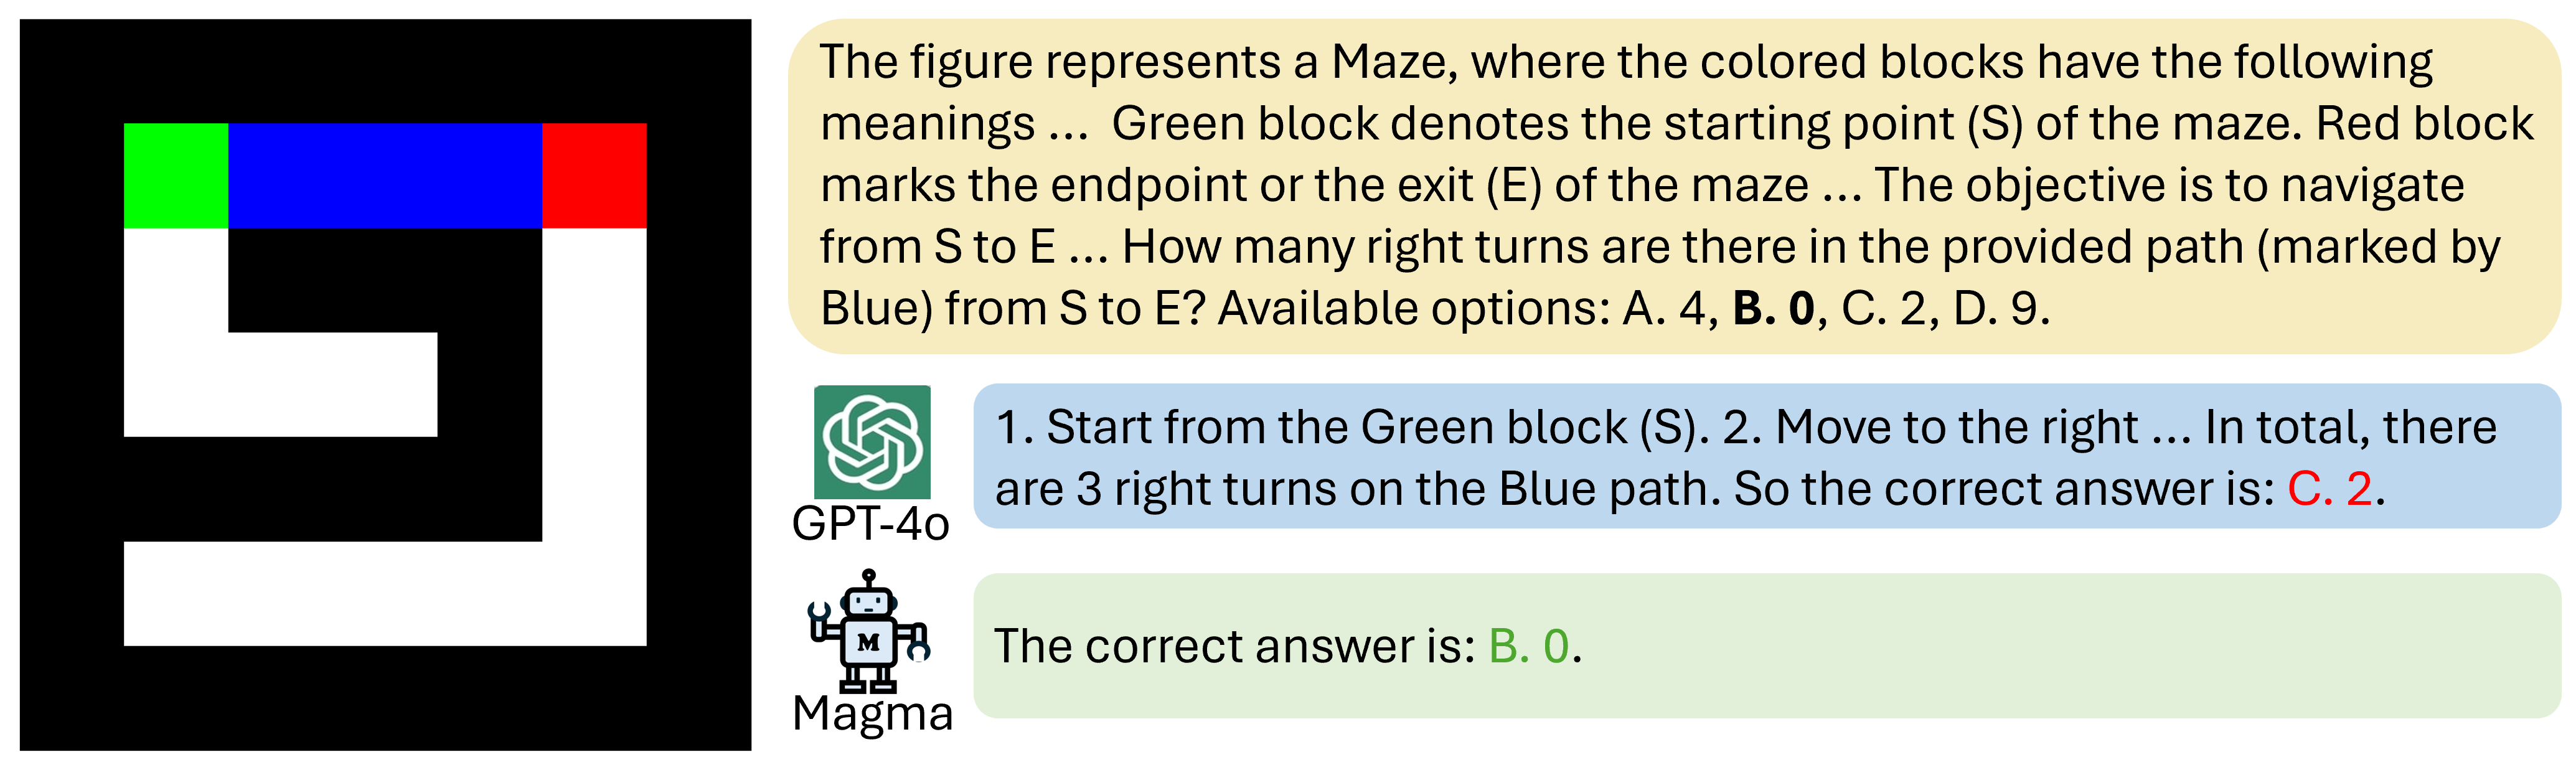 The figure represents a Maze, where the colored blocks have the following
meanings ... Green block denotes the starting point (S) of the maze. Red block
marks the endpoint or the exit (E) of the maze ... The objective is to navigate
from S to E ... How many right turns are there in the provided path (marked by
Blue) from S to E? Available options: A. 4, B. 0, C. 2, D. 9.
1. Start from the Green block (S). 2. Move to the right ... In total, there
are 3 right turns on the Blue path. So the correct answer is: C. 2.
GPT-4o
M
The correct answer is: B. 0.
Magma